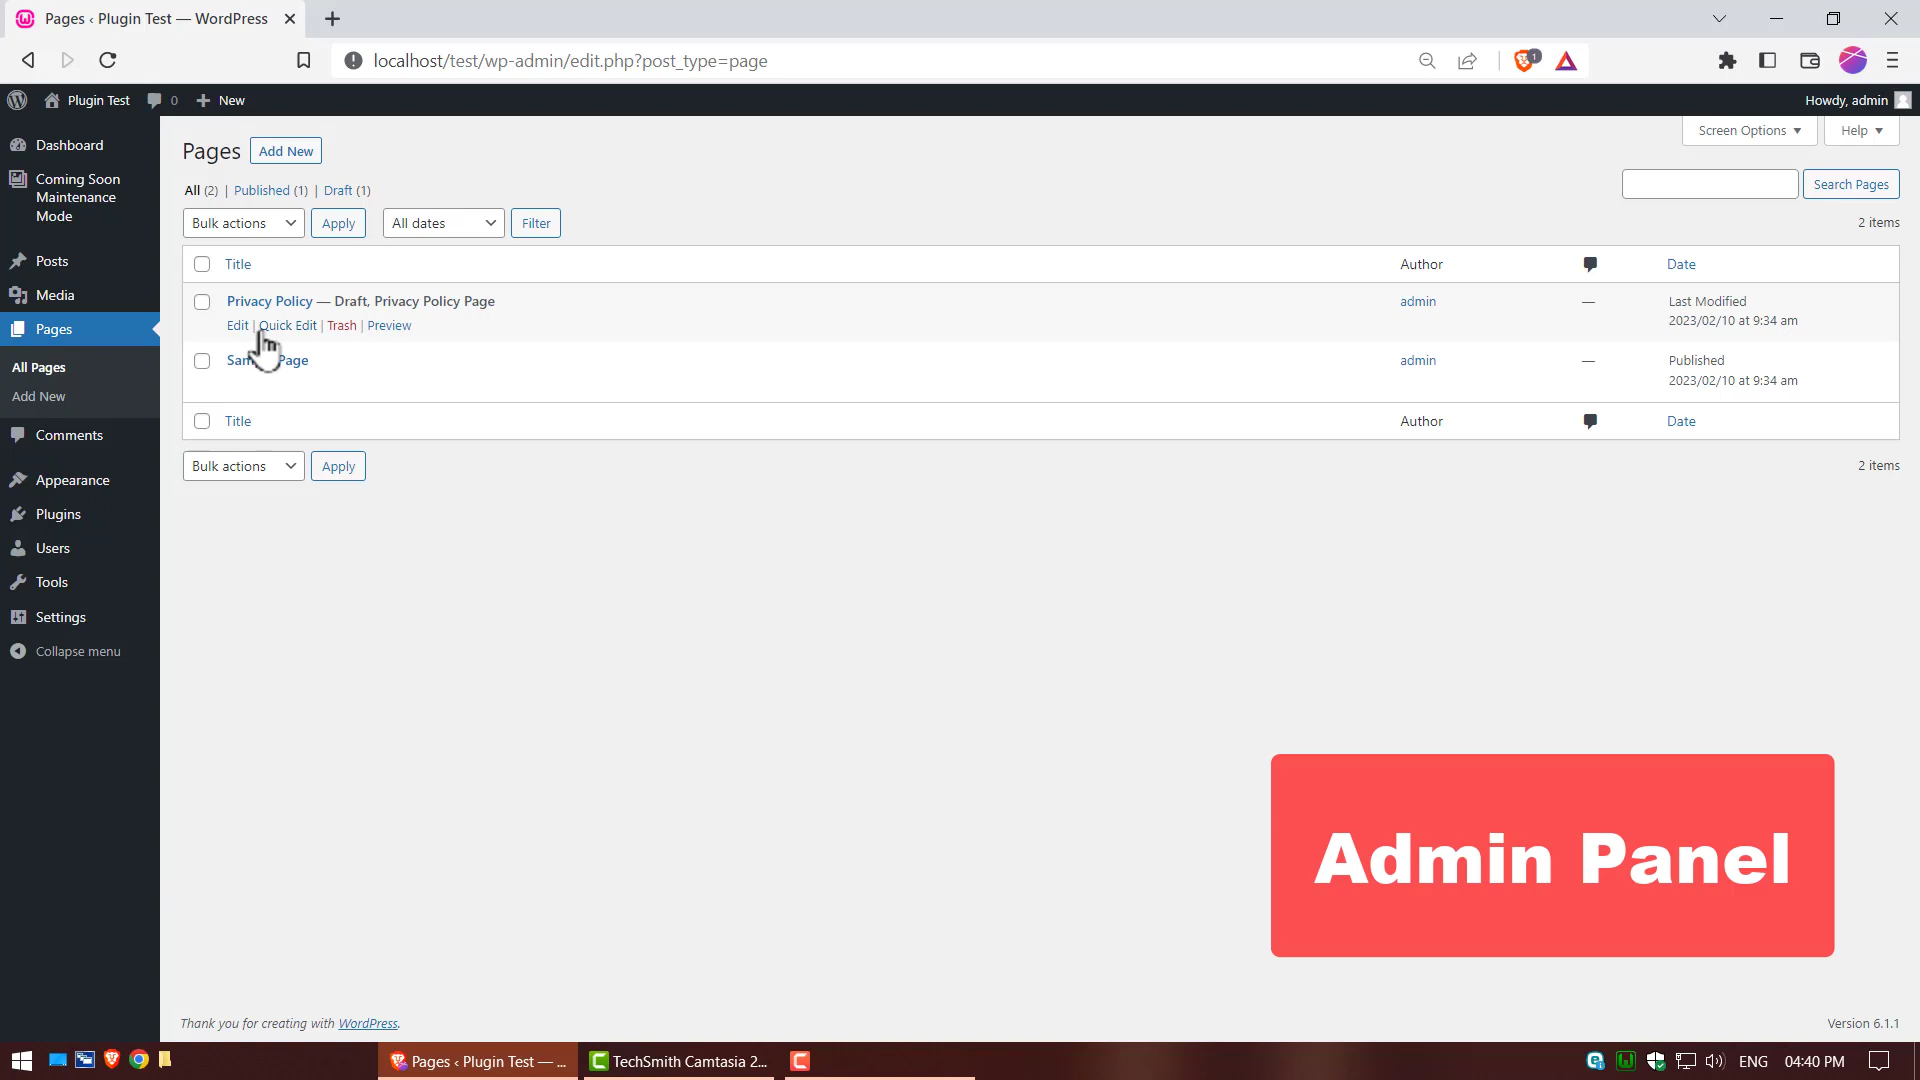 Pages ‹ Plugin Test — WordPress
localhost/test/wp-admin/edit.php?post_type=page
1
Plugin Test
0
New
Howdy, admin
Dashboard
Coming Soon
Maintenance
Mode
Posts
Media
Pages
All Pages
Add New
Comments
Appearance
Plugins
Users
Tools
Settings
Collapse menu
Screen Options
Help
Pages
Add New
All (2) | Published (1) | Draft (1)
Search Pages
Bulk actions
Apply
All dates
Filter
2 items
Title
Author
Date
Privacy Policy — Draft, Privacy Policy Page
Edit | Quick Edit | Trash | Preview
admin
—
Last Modified
2023/02/10 at 9:34 am
Page
admin
—
Published
2023/02/10 at 9:34 am
Title
Author
Date
Bulk actions
Apply
2 items
Admin Panel
Thank you for creating with WordPress.
Version 6.1.1
Pages ‹ Plugin Test — ...
TechSmith Camtasia 2...
ENG
04:40 PM